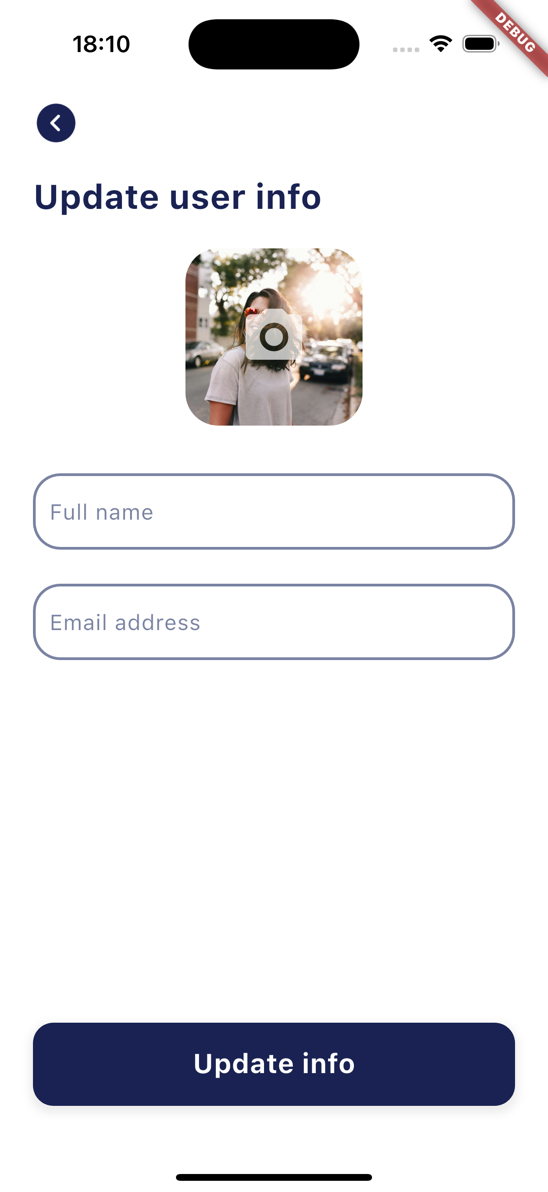 18:10
DEBUG
Update user info
Full name
Email address
Update info